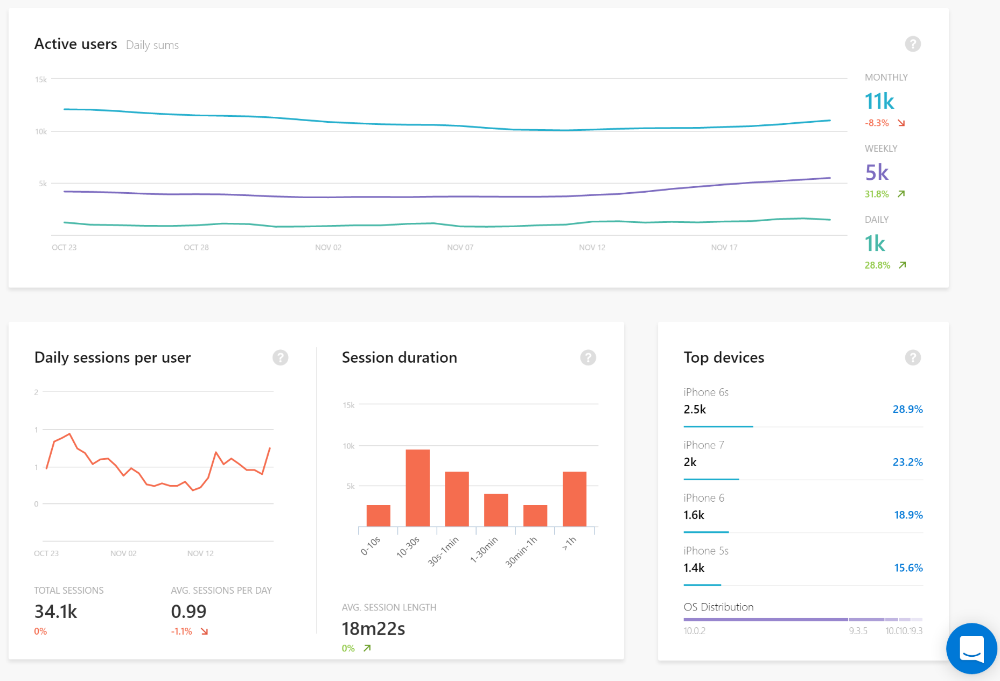 Active users Daily sums
?
15k
10k
5k
OCT 23 OCT 28 NOV 02 NOV 07 NOV 12 NOV 17
MONTHLY
11k
-8.3%
WEEKLY
5k
31.8%
DAILY
1k
28.8%
Daily sessions per user
?
2
1
1
0
OCT 23 NOV 02 NOV 12
TOTAL SESSIONS
34.1k
0%
AVG. SESSIONS PER DAY
0.99
-1.1%
Session duration
?
15k
10k
5k
0-10s 10-30s 30s-1min 1-30min 30min-1h >1h
AVG. SESSION LENGTH
18m22s
0%
Top devices
?
iPhone 6s
2.5k 28.9%
iPhone 7
2k 23.2%
iPhone 6
1.6k 18.9%
iPhone 5s
1.4k 15.6%
OS Distribution
10.0.2 9.3.5 9.3